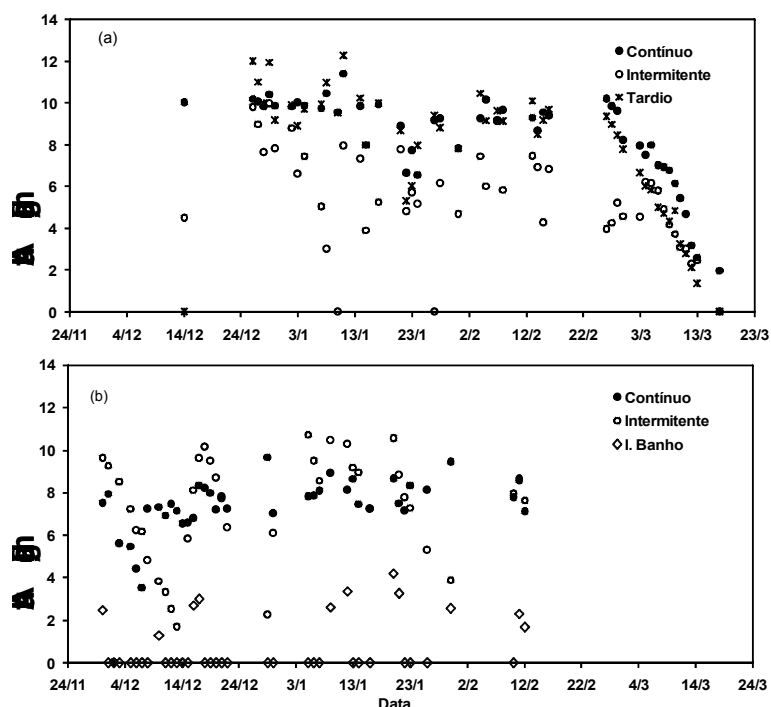 14
(a)
12
Contínuo
Intermitente
10
Tardio
8
6
4
2
0
24/11 4/12 14/12 24/12 3/1 13/1 23/1 2/2 12/2 22/2 3/3 13/3 23/3
14
(b)
12
Contínuo
Intermitente
I. Banho
10
8
6
4
2
0
24/11 4/12 14/12 24/12 3/1 13/1 23/1 2/2 12/2 22/2 4/3 14/3 24/3
Data